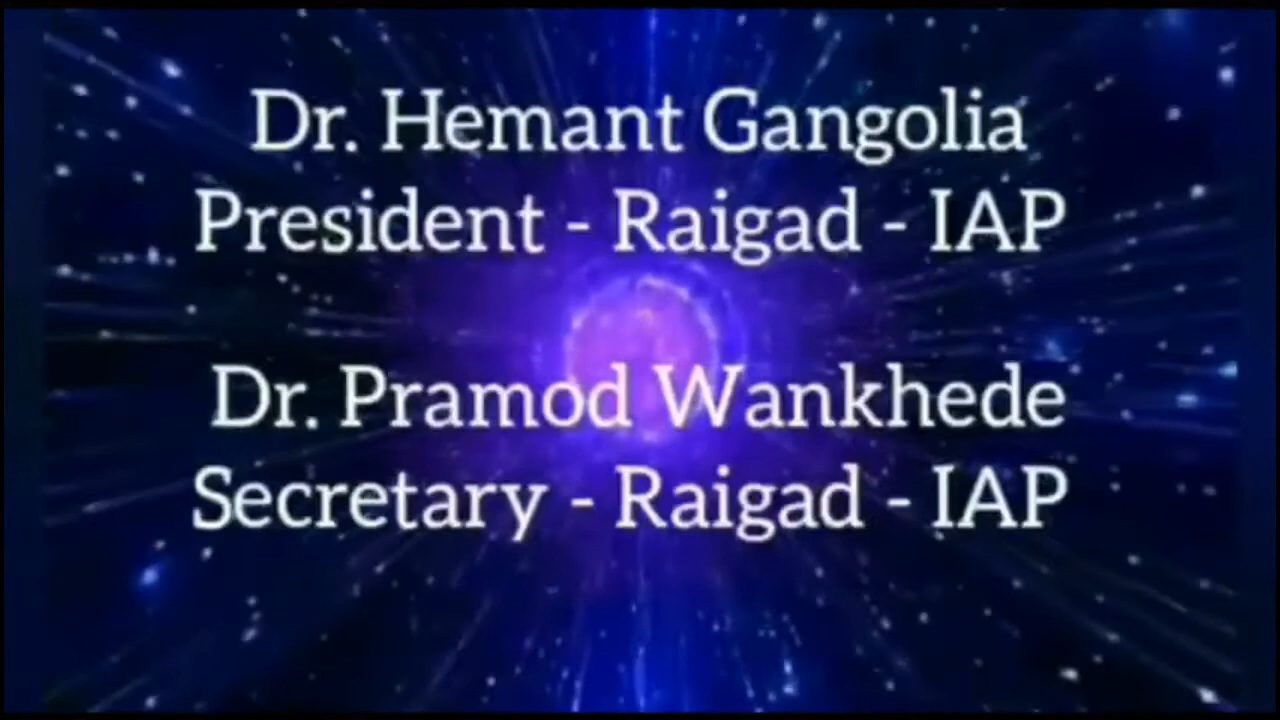 Dr. Hemant Gangolia
President - Raigad - IAP
Dr. Pramod Wankhede
Secretary - Raigad - IAP